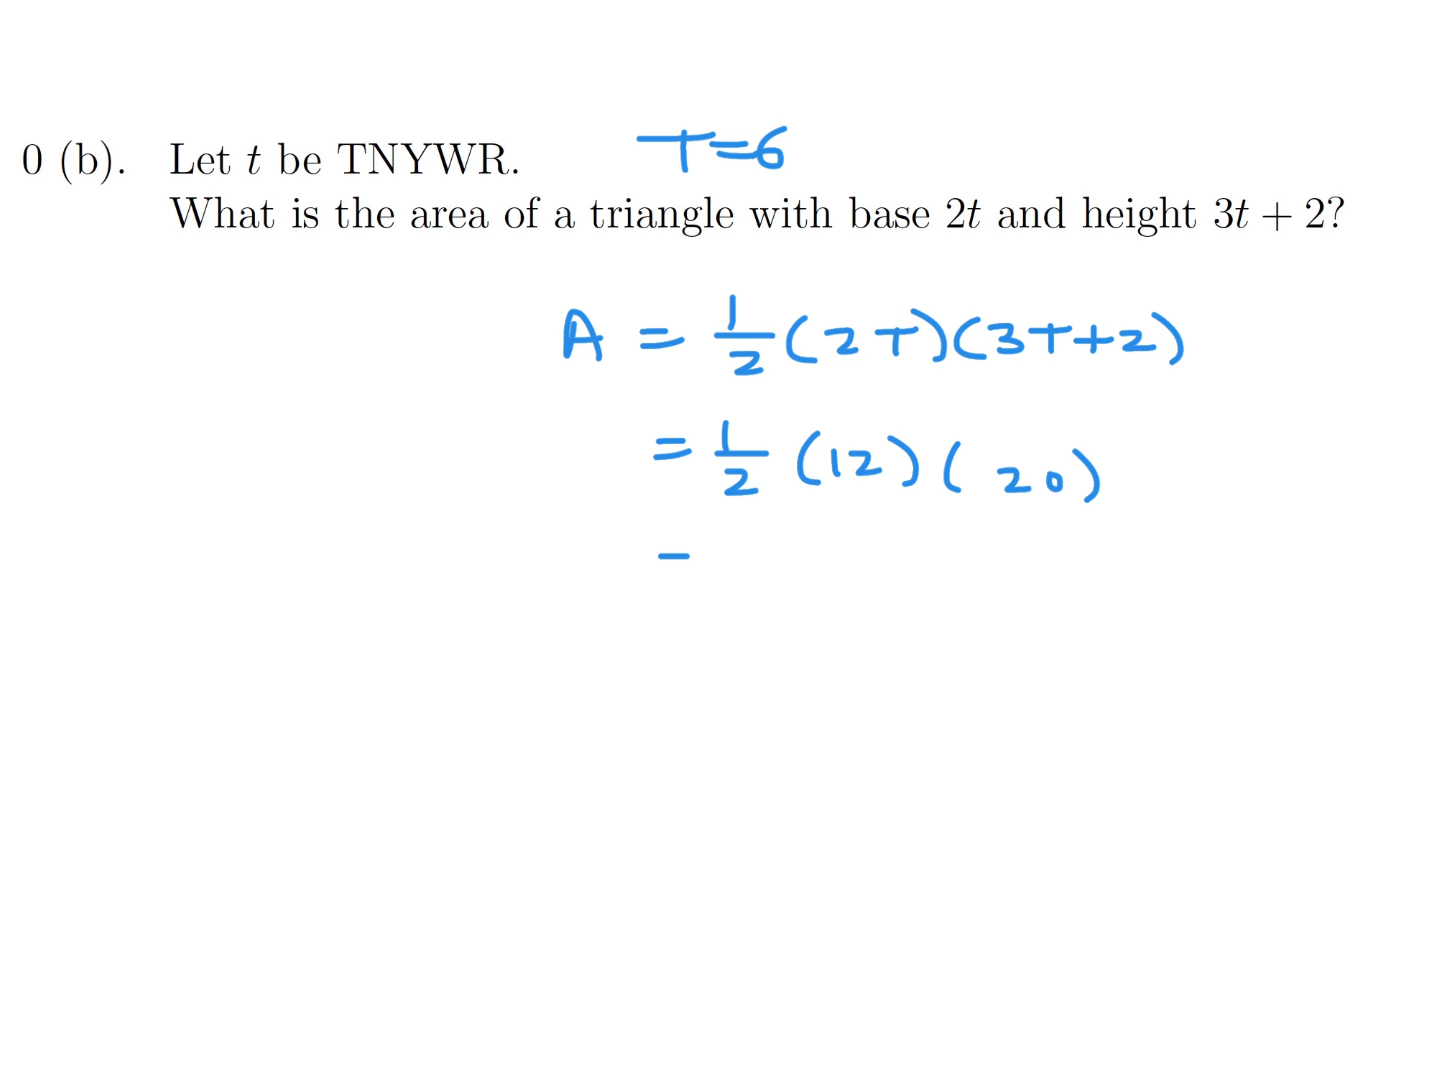 0 (b). Let t be TNYWR. T=6
What is the area of a triangle with base 2t and height 3t + 2?
A = 1/2 (2T)(3T+2)
= 1/2 (12)(20)
–